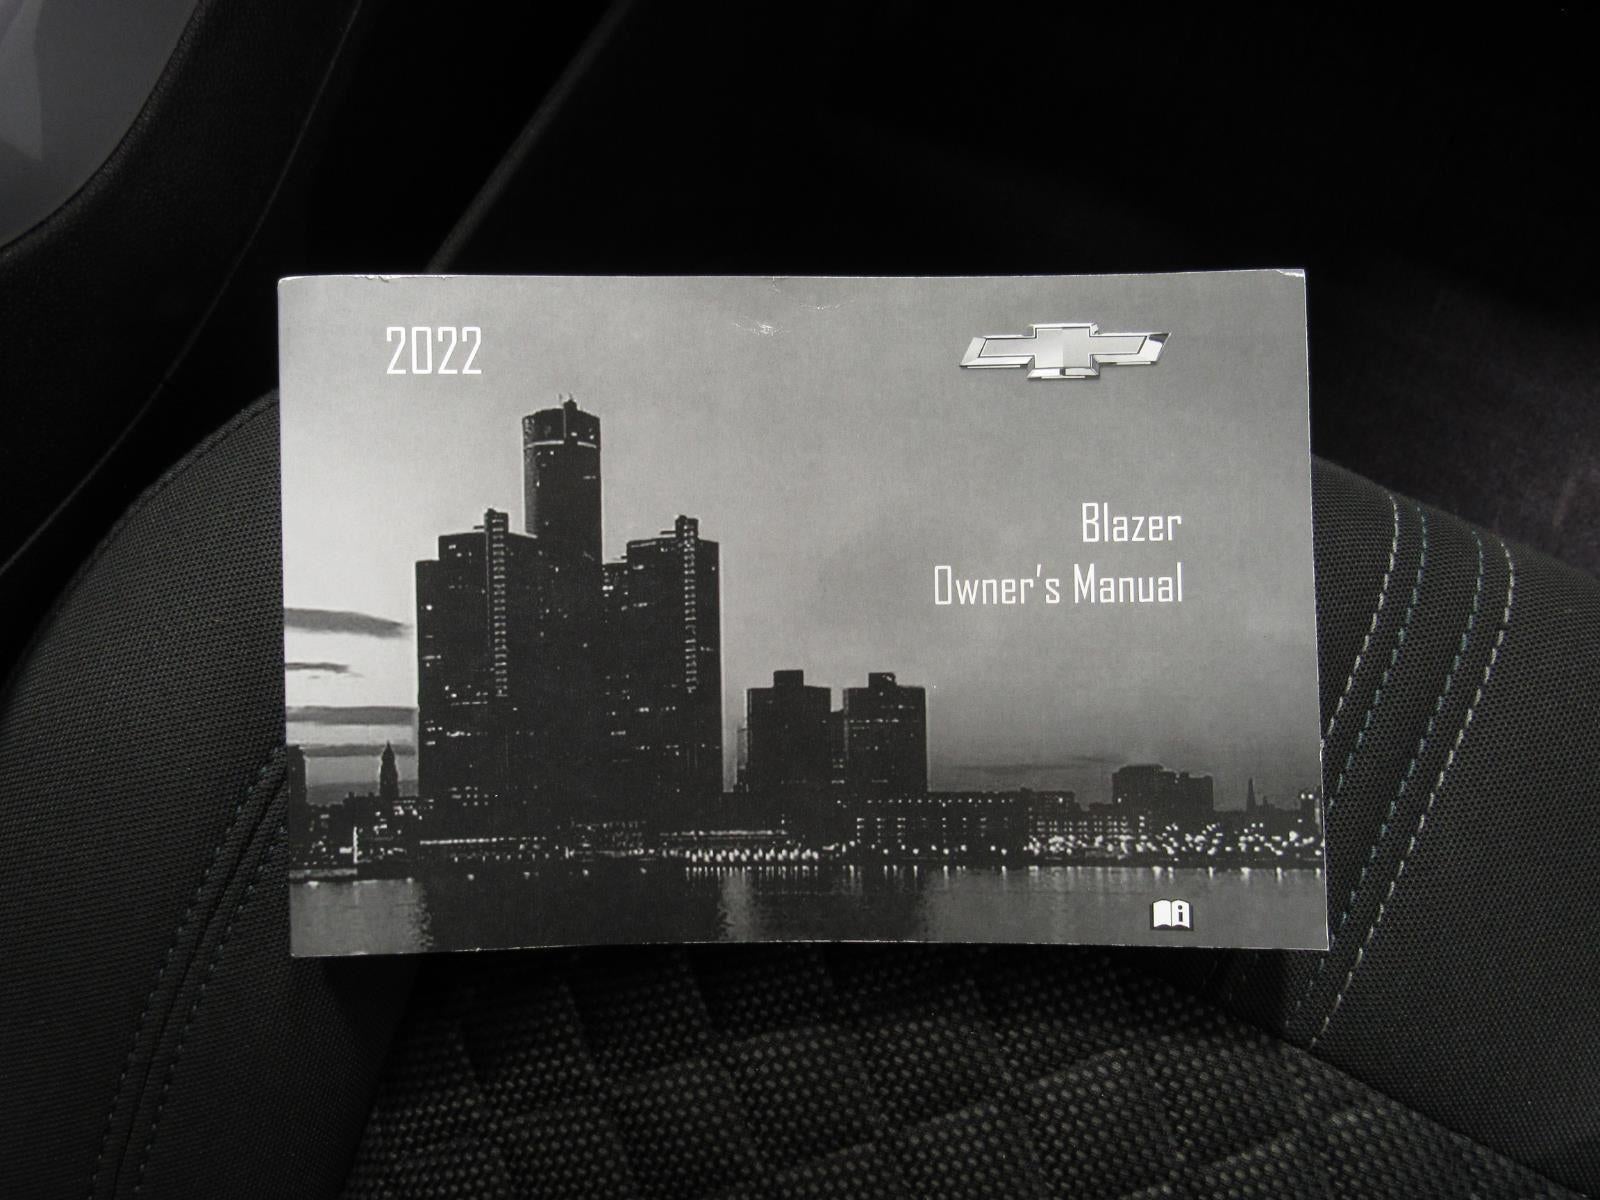 2022
Blazer
Owner's Manual
i